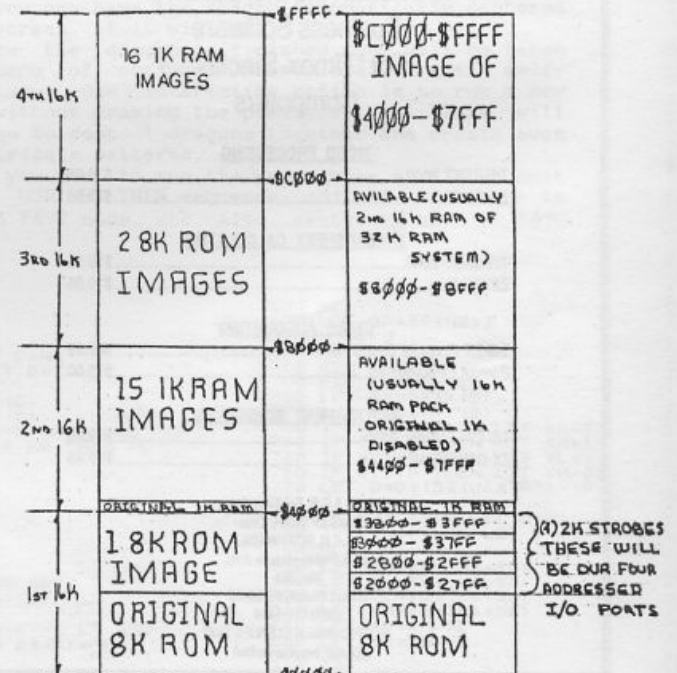 $FFFF
4TH 16K
16 1K RAM
IMAGES
$C000-$FFFF
IMAGE OF
$4000-$7FFF
$C000
3RD 16K
2 8K ROM
IMAGES
AVILABLE (USUALLY
2ND 16K RAM OF
32K RAM
SYSTEM)
$8000-$BFFF
$8000
2ND 16K
15 1K RAM
IMAGES
AVAILABLE
(USUALLY 16K
RAM PACK
ORIGINAL 1K
DISABLED)
$4400-$7FFF
ORIGINAL 1K RAM
$4000
ORIGINAL 1K RAM
1st 16K
1 8K ROM
IMAGE
$3800-$3FFF
$3000-$37FF
$2800-$2FFF
$2000-$27FF
(4) 2K STROBES
THESE WILL
BE OUR FOUR
ADDRESSED
I/O PORTS
ORIGINAL
8K ROM
ORIGINAL
8K ROM